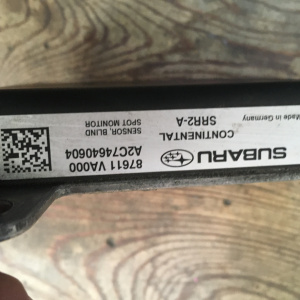 SUBARU
CONTINENTAL
SRR2-A
Made in Germany
87611 VA000
A2C74640604
SENSOR, BLIND
SPOT MONITOR